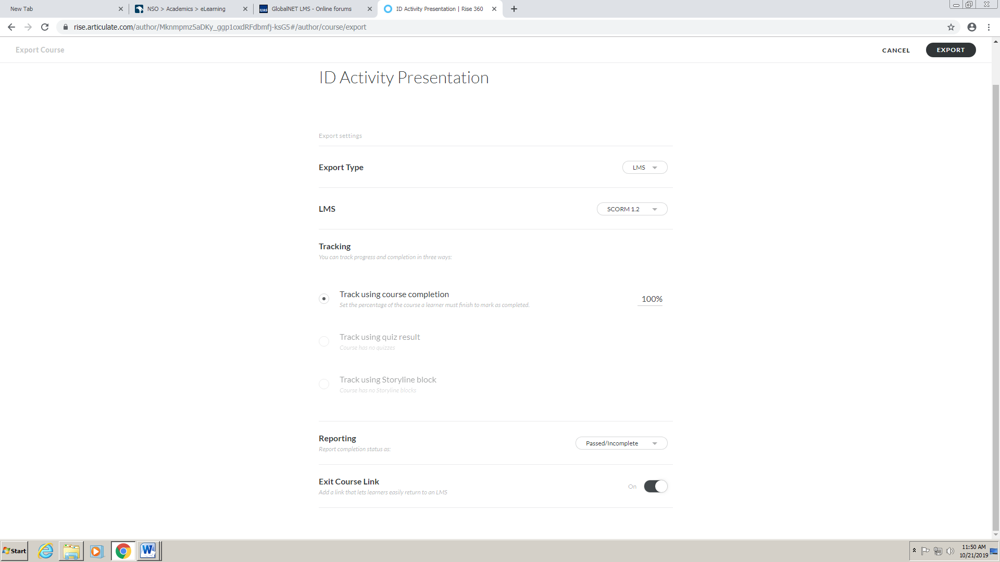 New Tab
NSO > Academics > eLearning
GlobalNET LMS - Online forums
ID Activity Presentation | Rise 360
rise.articulate.com/author/Mknmpmz5aDKy_ggp1oxdRFdbmfj-ksG5#/author/course/export
Export Course
CANCEL
EXPORT
ID Activity Presentation
Export settings
Export Type
LMS
LMS
SCORM 1.2
Tracking
You can track progress and completion in three ways:
Track using course completion
Set the percentage of the course a learner must finish to mark as completed.
100%
Track using quiz result
Course has no quizzes
Track using Storyline block
Course has no Storyline blocks
Reporting
Report completion status as:
Passed/Incomplete
Exit Course Link
Add a link that lets learners easily return to an LMS
On
Start
11:50 AM
10/21/2019